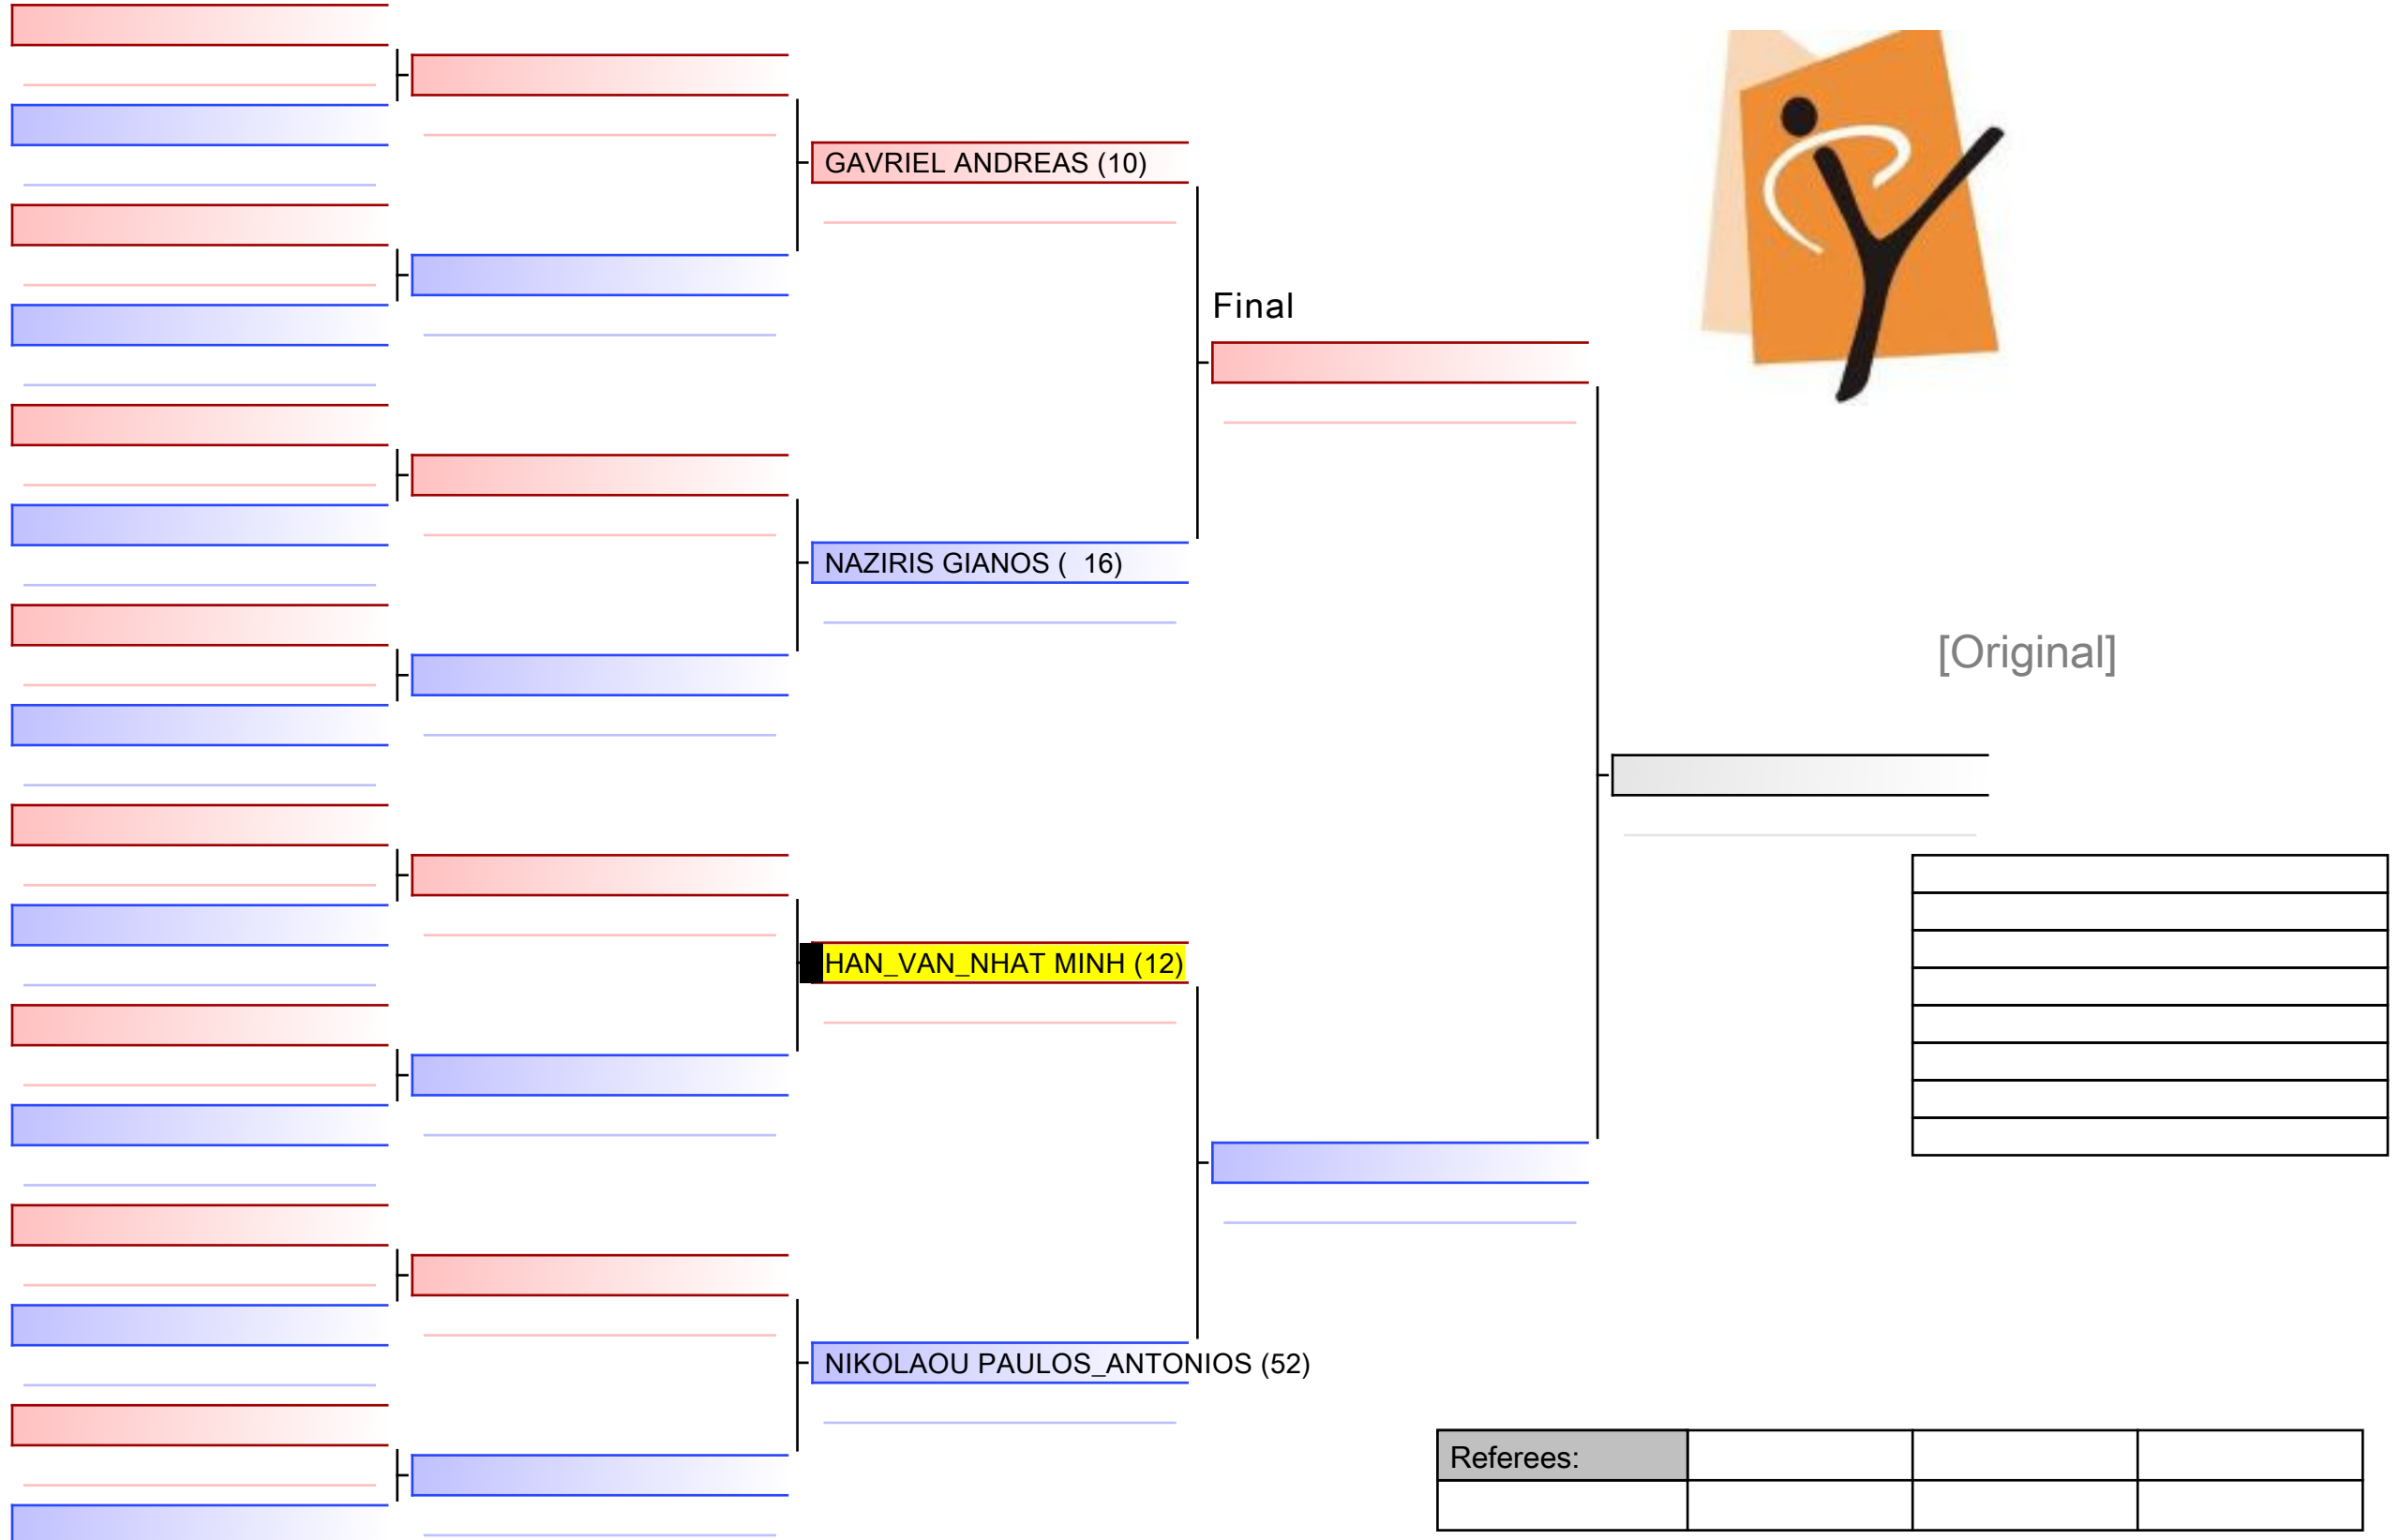 GAVRIEL ANDREAS (10)
Final
NAZIRIS GIANOS (  16)
[Original]
HAN_VAN_NHAT MINH (12)
NIKOLAOU PAULOS_ANTONIOS (52)
Referees: